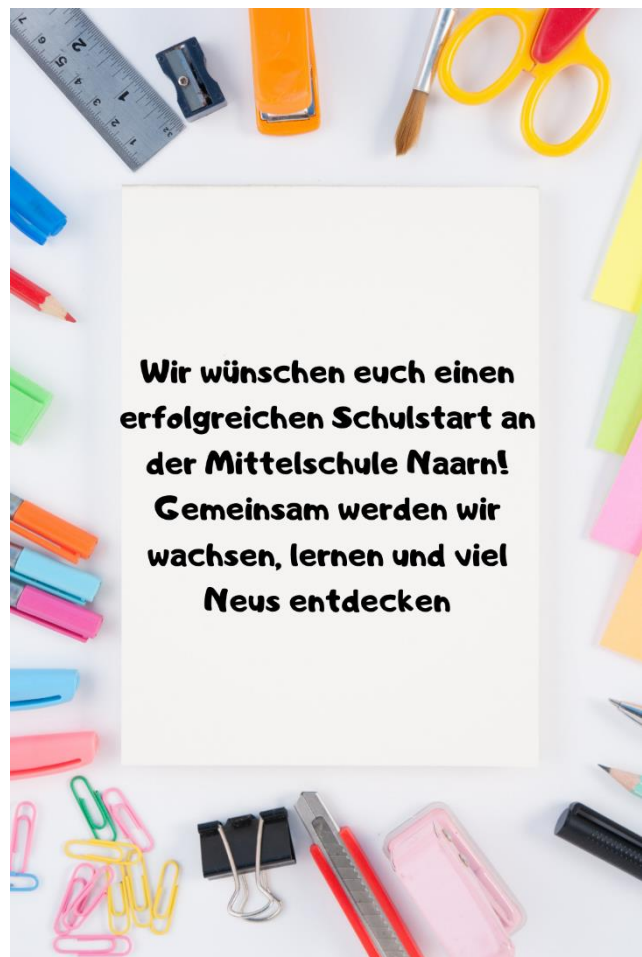 Wir wünschen euch einen
erfolgreichen Schulstart an
der Mittelschule Naarn!
Gemeinsam werden wir
wachsen, lernen und viel
Neus entdecken